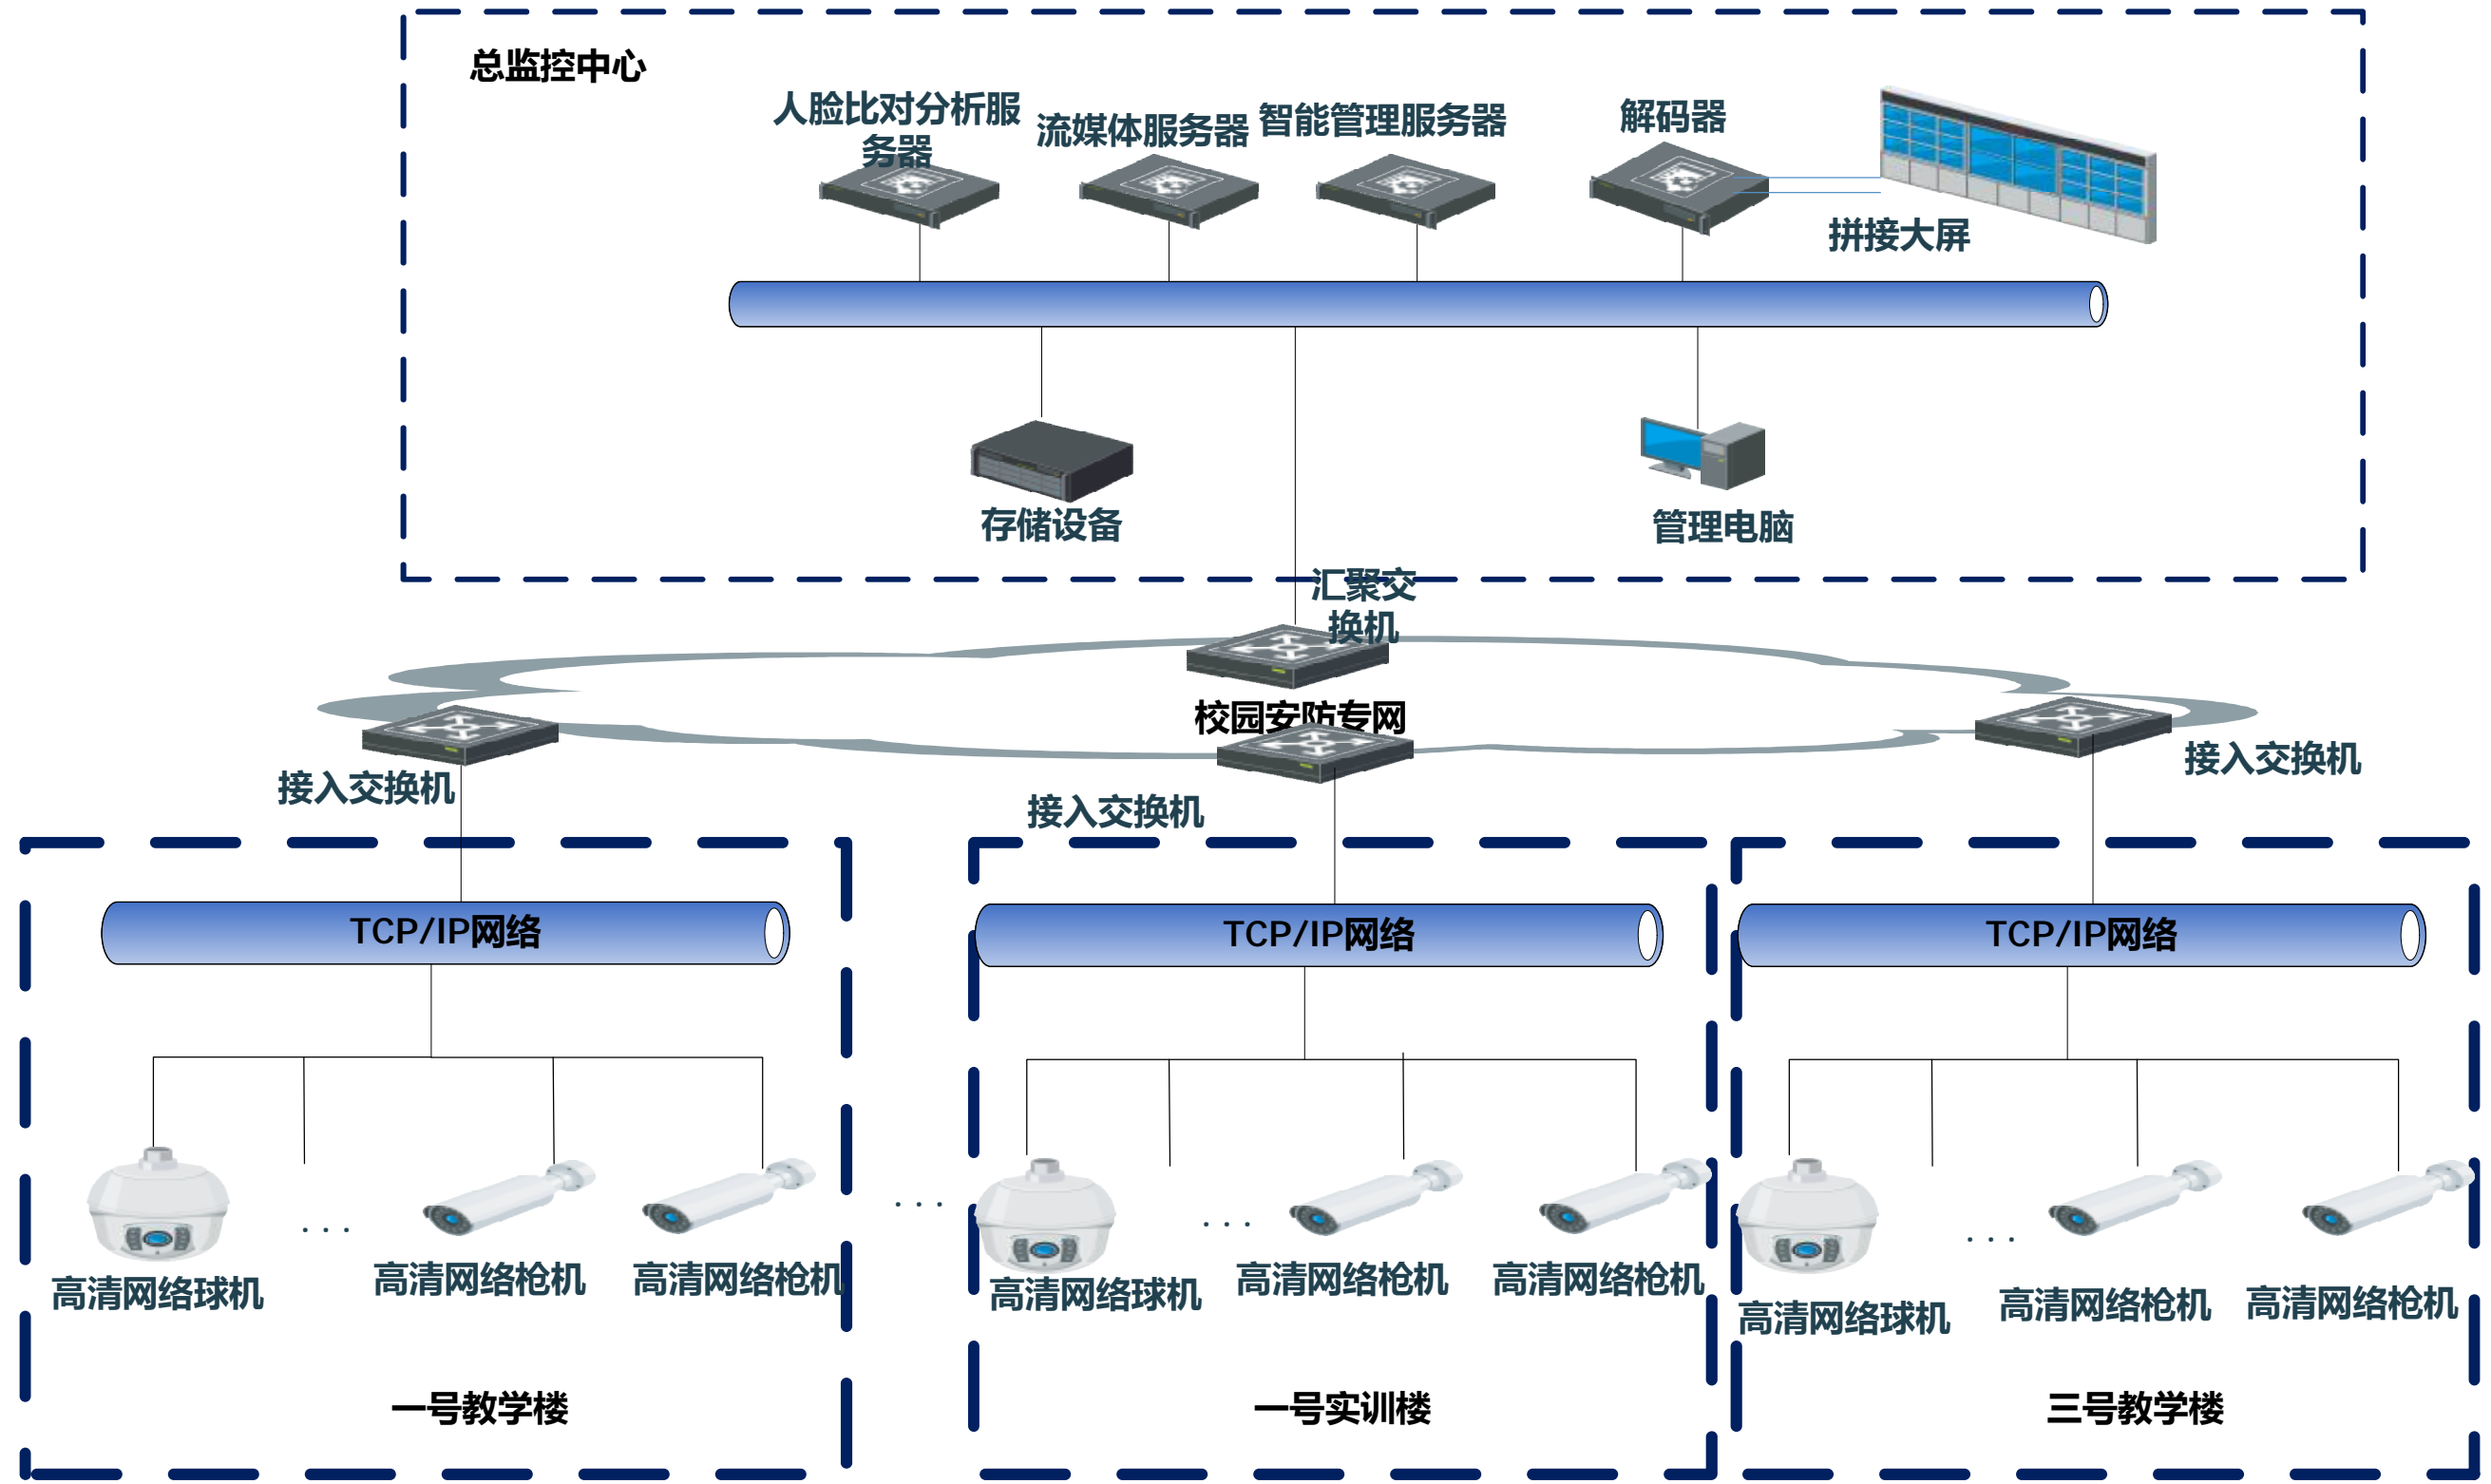 总监控中心
人脸比对分析服
务器
流媒体服务器
智能管理服务器
解码器
拼接大屏
存储设备
管理电脑
汇聚交
换机
校园安防专网
接入交换机
接入交换机
接入交换机
TCP/IP网络
TCP/IP网络
TCP/IP网络
...
...
...
...
高清网络球机
高清网络枪机
高清网络枪机
高清网络球机
高清网络枪机
高清网络枪机
高清网络球机
高清网络枪机
高清网络枪机
一号教学楼
一号实训楼
三号教学楼